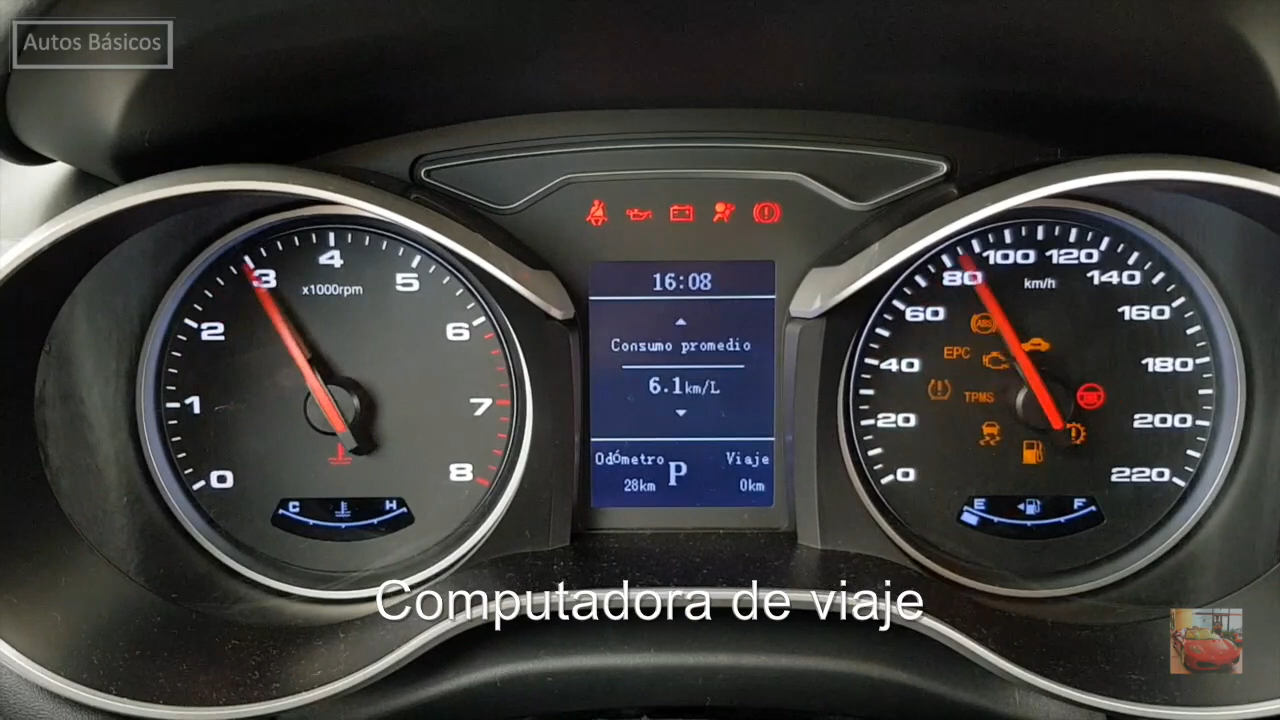 Autos Básicos
16:08
Consumo promedio
6.1km/L
Odómetro P Viaje
28km 0km
0 1 2 3 4 5 6 7 8
x1000rpm
C H
0 20 40 60 80 100 120 140 160 180 200 220
km/h
ABS
EPC
TPMS
E F
Computadora de viaje